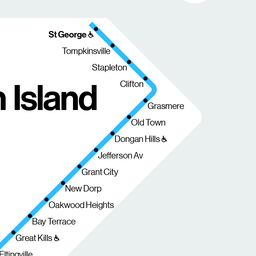 St George ♿
Tompkinsville
Stapleton
Clifton
n Island
Grasmere
Old Town
Dongan Hills ♿
Jefferson Av
Grant City
New Dorp
Oakwood Heights
Bay Terrace
Great Kills ♿
Eltingville